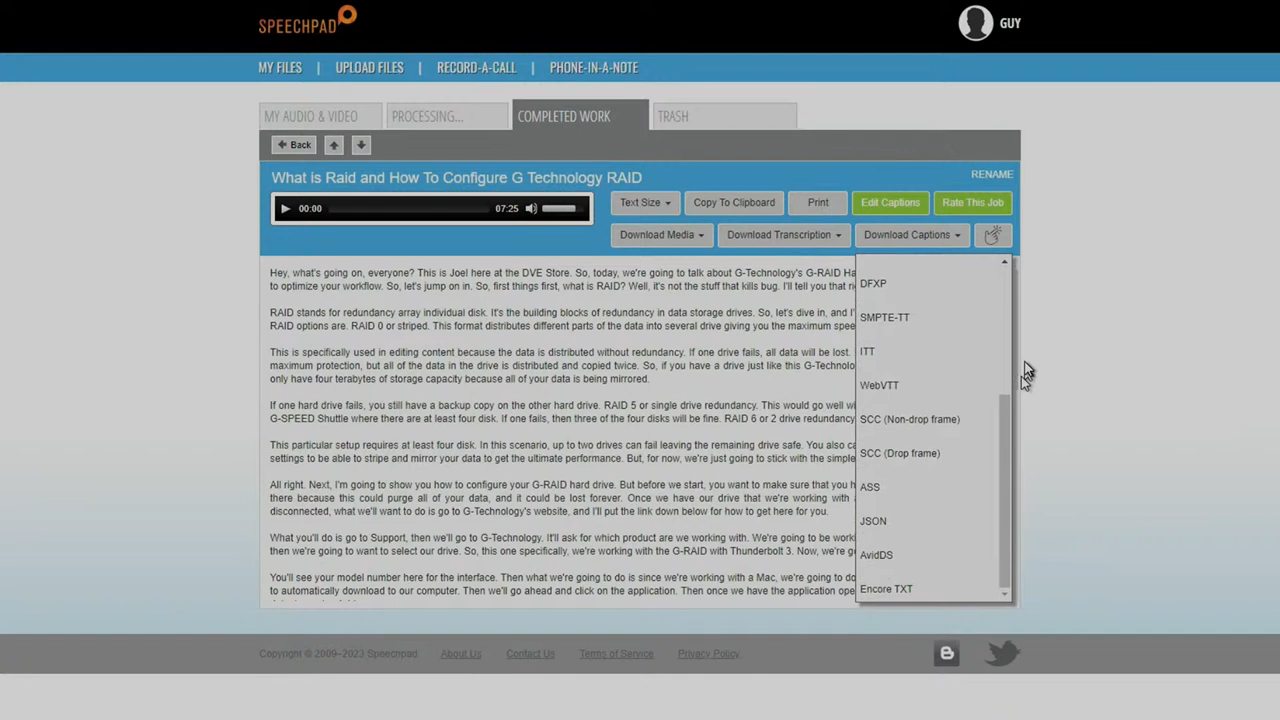 SPEECHPAD
GUY
MY FILES | UPLOAD FILES | RECORD-A-CALL | PHONE-IN-A-NOTE
MY AUDIO & VIDEO
PROCESSING...
COMPLETED WORK
TRASH
Back
What is Raid and How To Configure G Technology RAID
RENAME
00:00
07:25
Text Size
Copy To Clipboard
Print
Edit Captions
Rate This Job
Download Media
Download Transcription
Download Captions
Hey, what's going on, everyone? This is Joel here at the DVE Store. So, today, we're going to talk about G-Technology's G-RAID
to optimize your workflow. So, let's jump on in. So, first things first, what is RAID? Well, it's not the stuff that kills bug. I'll tell you that
RAID stands for redundancy array individual disk. It's the building blocks of redundancy in data storage drives. So, let's dive in, and
RAID options are. RAID 0 or striped. This format distributes different parts of the data into several drive giving you the maximum
This is specifically used in editing content because the data is distributed without redundancy. If one drive fails, all data will be lost.
maximum protection, but all of the data in the drive is distributed and copied twice. So, if you have a drive just like this
only have four terabytes of storage capacity because all of your data is being mirrored.
If one hard drive fails, you still have a backup copy on the other hard drive. RAID 5 or single drive redundancy. This would go well
G-SPEED Shuttle where there are at least four disk. If one fails, then three of the four disks will be fine. RAID 6 or 2 drive redundancy
This particular setup requires at least four disk. In this scenario, up to two drives can fail leaving the remaining drive safe. You also
settings to be able to stripe and mirror your data to get the ultimate performance. But, for now, we're just going to stick with the simple
All right. Next, I'm going to show you how to configure your G-RAID hard drive. But before we start, you want to make sure that you
there because this could purge all of your data, and it could be lost forever. Once we have our drive that we're working with
disconnected, what we'll want to do is go to G-Technology's website, and I'll put the link down below for how to get here for you.
What you'll do is go to Support, then we'll go to G-Technology. It'll ask for which product are we working with. We're going to be
then we're going to want to select our drive. So, this one specifically, we're working with the G-RAID with Thunderbolt 3. Now,
You'll see your model number here for the interface. Then what we're going to do is since we're working with a Mac, we're going to
to automatically download to our computer. Then we'll go ahead and click on the application. Then once we have the application
DFXP
SMPTE-TT
ITT
WebVTT
SCC (Non-drop frame)
SCC (Drop frame)
ASS
JSON
AvidDS
Encore TXT
Copyright © 2009–2023 Speechpad
About Us
Contact Us
Terms of Service
Privacy Policy